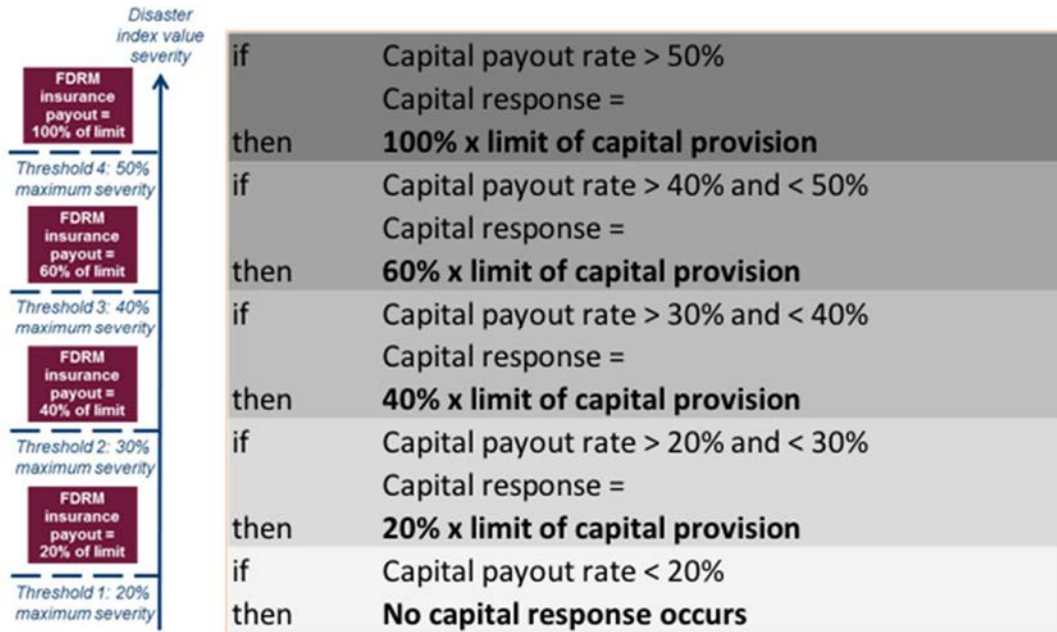 Disaster
index value
severity
FDRM
insurance
payout =
100% of limit
Threshold 4: 50%
maximum severity
FDRM
insurance
payout =
60% of limit
Threshold 3: 40%
maximum severity
FDRM
insurance
payout =
40% of limit
Threshold 2: 30%
maximum severity
FDRM
insurance
payout =
20% of limit
Threshold 1: 20%
maximum severity
if Capital payout rate > 50%
Capital response =
then 100% x limit of capital provision
if Capital payout rate > 40% and < 50%
Capital response =
then 60% x limit of capital provision
if Capital payout rate > 30% and < 40%
Capital response =
then 40% x limit of capital provision
if Capital payout rate > 20% and < 30%
Capital response =
then 20% x limit of capital provision
if Capital payout rate < 20%
then No capital response occurs